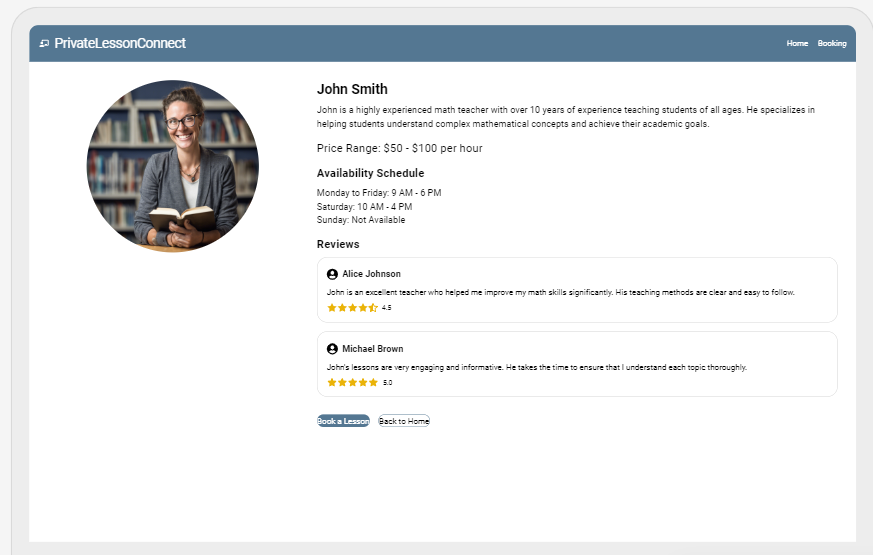 PrivateLessonConnect
Home Booking
John Smith
John is a highly experienced math teacher with over 10 years of experience teaching students of all ages. He specializes in
helping students understand complex mathematical concepts and achieve their academic goals.
Price Range: $50 - $100 per hour
Availability Schedule
Monday to Friday: 9 AM - 6 PM
Saturday: 10 AM - 4 PM
Sunday: Not Available
Reviews
Alice Johnson
John is an excellent teacher who helped me improve my math skills significantly. His teaching methods are clear and easy to follow.
4.5
Michael Brown
John's lessons are very engaging and informative. He takes the time to ensure that I understand each topic thoroughly.
5.0
Book a Lesson Back to Home